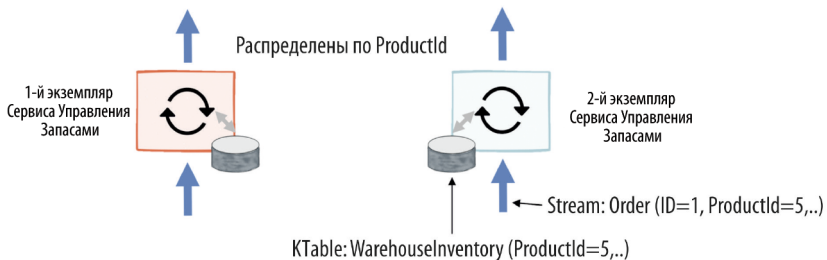 Распределены по ProductId
1-й экземпляр
Сервиса Управления
Запасами
2-й экземпляр
Сервиса Управления
Запасами
Stream: Order (ID=1, ProductId=5,..)
KTable: WarehouseInventory (ProductId=5,..)